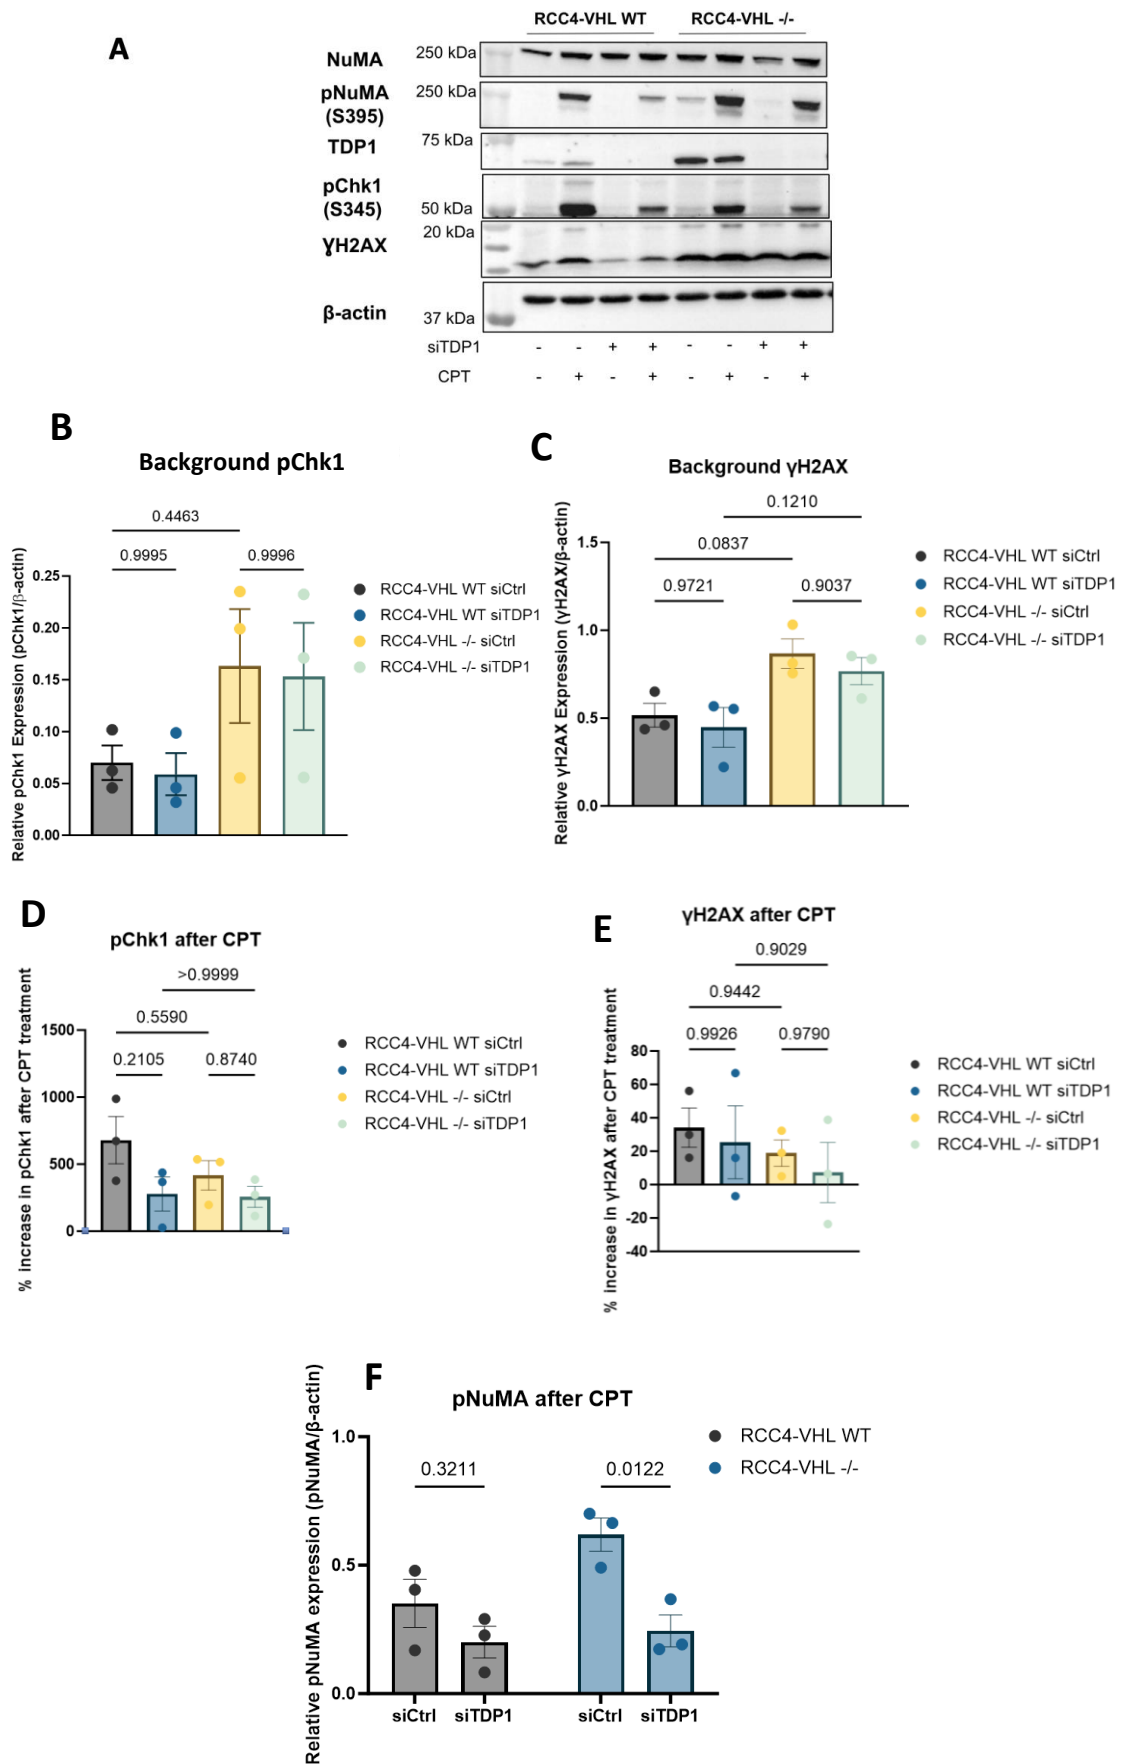 A
RCC4-VHL WT
RCC4-VHL -/-
NuMA
250 kDa
pNuMA
(S395)
250 kDa
TDP1
75 kDa
pChk1
(S345)
50 kDa
ɣH2AX
20 kDa
β-actin
37 kDa
siTDP1 - - + + - - + +
CPT - + - + - + - +
B
Background pChk1
0.4463
0.9995
0.9996
Relative pChk1 Expression (pChk1/β-actin)
0.25
0.20
0.15
0.10
0.05
0.00
RCC4-VHL WT siCtrl
RCC4-VHL WT siTDP1
RCC4-VHL -/- siCtrl
RCC4-VHL -/- siTDP1
C
Background γH2AX
0.1210
0.0837
0.9721
0.9037
Relative γH2AX Expression (γH2AX/β-actin)
1.5
1.0
0.5
0.0
RCC4-VHL WT siCtrl
RCC4-VHL WT siTDP1
RCC4-VHL -/- siCtrl
RCC4-VHL -/- siTDP1
D
pChk1 after CPT
>0.9999
0.5590
0.2105
0.8740
% increase in pChk1 after CPT treatment
1500
1000
500
0
RCC4-VHL WT siCtrl
RCC4-VHL WT siTDP1
RCC4-VHL -/- siCtrl
RCC4-VHL -/- siTDP1
E
γH2AX after CPT
0.9029
0.9442
0.9926
0.9790
% increase in γH2AX after CPT treatment
80
60
40
20
0
-20
-40
RCC4-VHL WT siCtrl
RCC4-VHL WT siTDP1
RCC4-VHL -/- siCtrl
RCC4-VHL -/- siTDP1
F
pNuMA after CPT
0.3211
0.0122
Relative pNuMA expression (pNuMA/β-actin)
1.0
0.5
0.0
siCtrl
siTDP1
siCtrl
siTDP1
RCC4-VHL WT
RCC4-VHL -/-